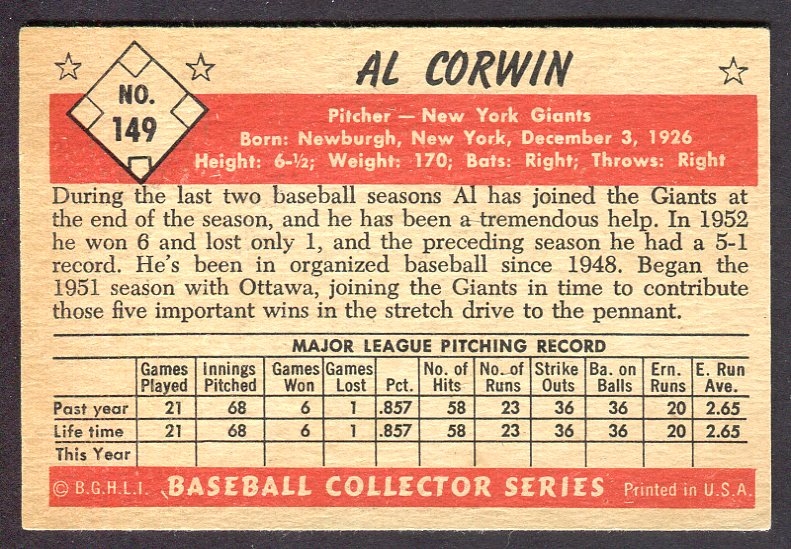 AL CORWIN
NO.
149
Pitcher — New York Giants
Born: Newburgh, New York, December 3, 1926
Height: 6-½; Weight: 170; Bats: Right; Throws: Right
During the last two baseball seasons Al has joined the Giants at
the end of the season, and he has been a tremendous help. In 1952
he won 6 and lost only 1, and the preceding season he had a 5-1
record. He's been in organized baseball since 1948. Began the
1951 season with Ottawa, joining the Giants in time to contribute
those five important wins in the stretch drive to the pennant.
MAJOR LEAGUE PITCHING RECORD
Games Innings Games Games No. of No. of Strike Ba. on Ern. E. Run
Played Pitched Won Lost Pct. Hits Runs Outs Balls Runs Ave.
Past year 21 68 6 1 .857 58 23 36 36 20 2.65
Life time 21 68 6 1 .857 58 23 36 36 20 2.65
This Year
© B.G.H.L.I. BASEBALL COLLECTOR SERIES Printed in U.S.A.